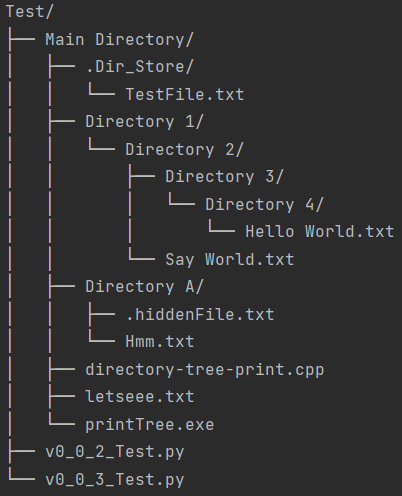 Test/
├── Main Directory/
│   ├── .Dir_Store/
│   │   └── TestFile.txt
│   ├── Directory 1/
│   │   └── Directory 2/
│   │       ├── Directory 3/
│   │       │   └── Directory 4/
│   │       │       └── Hello World.txt
│   │       └── Say World.txt
│   ├── Directory A/
│   │   ├── .hiddenFile.txt
│   │   └── Hmm.txt
│   ├── directory-tree-print.cpp
│   ├── letseee.txt
│   └── printTree.exe
├── v0_0_2_Test.py
└── v0_0_3_Test.py